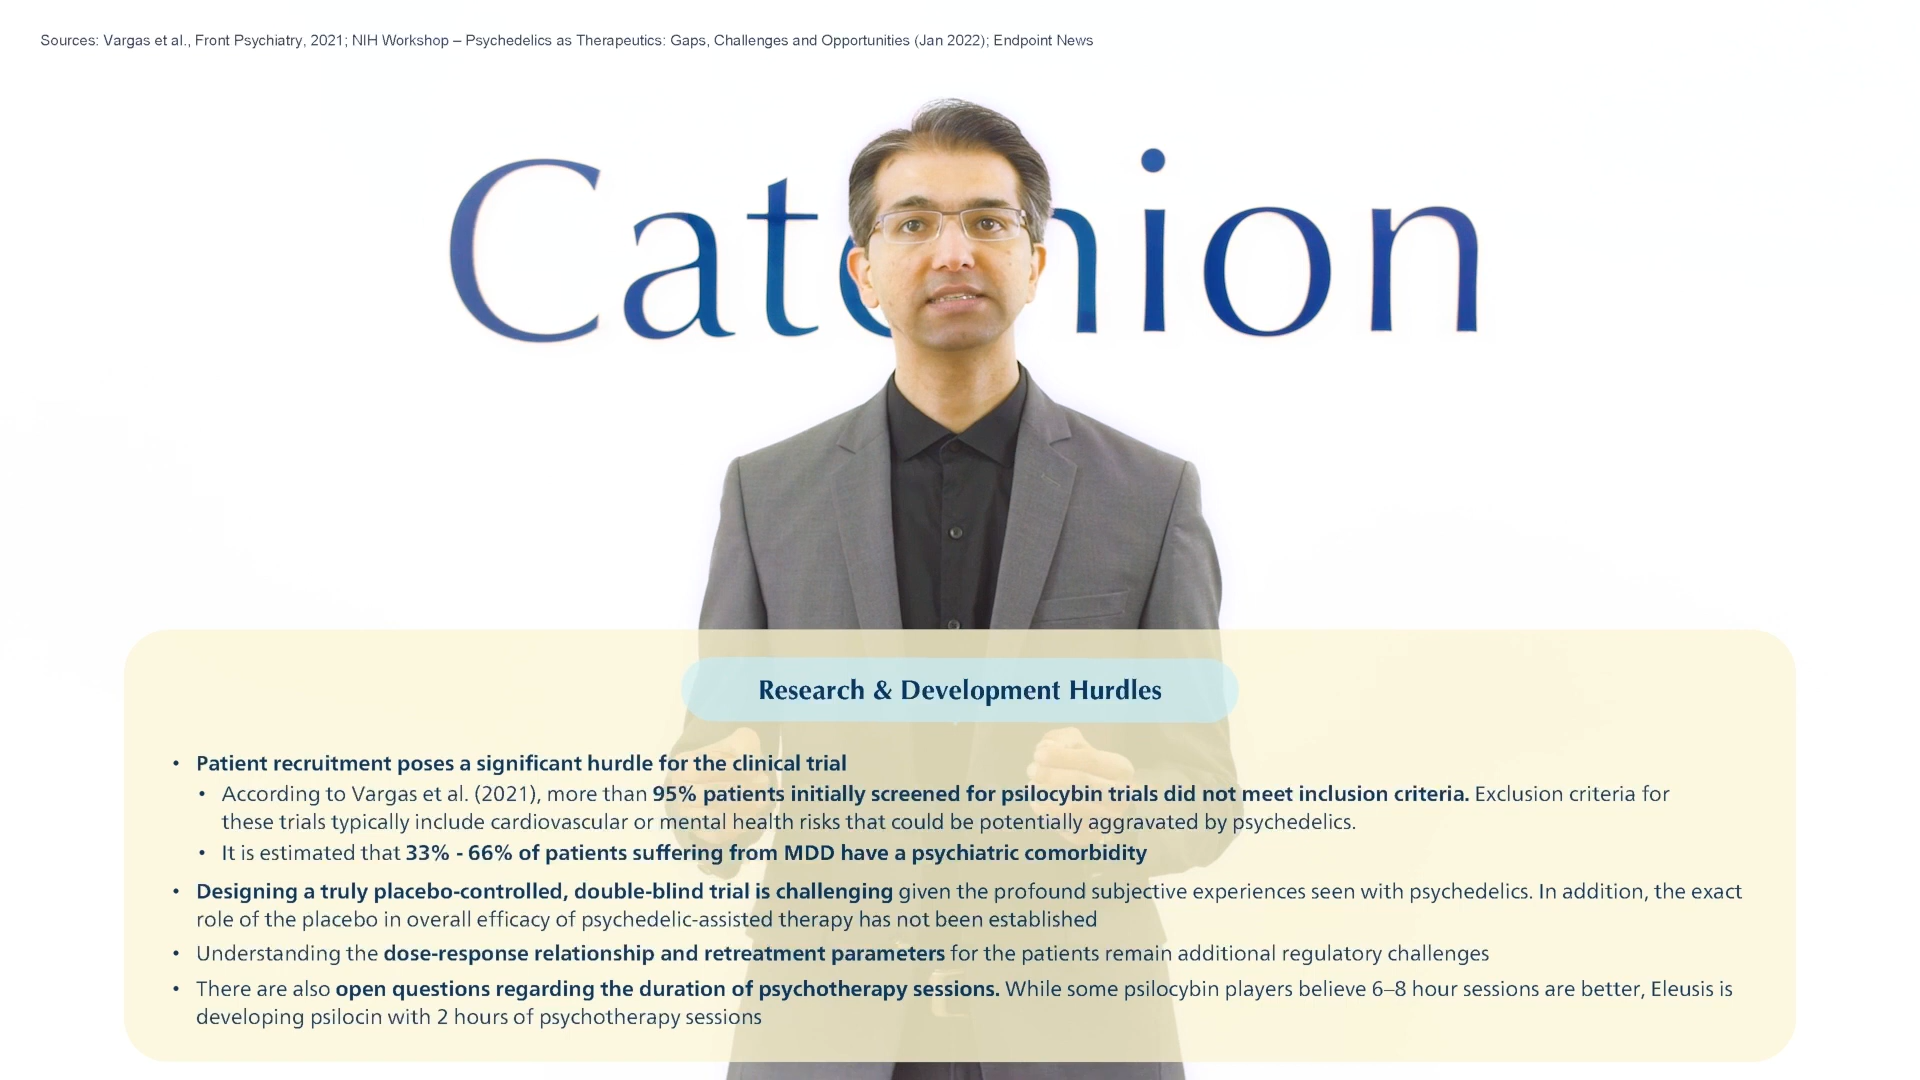 Sources: Vargas et al., Front Psychiatry, 2021; NIH Workshop – Psychedelics as Therapeutics: Gaps, Challenges and Opportunities (Jan 2022); Endpoint News
Catenion
Research & Development Hurdles
• Patient recruitment poses a significant hurdle for the clinical trial
• According to Vargas et al. (2021), more than 95% patients initially screened for psilocybin trials did not meet inclusion criteria. Exclusion criteria for
these trials typically include cardiovascular or mental health risks that could be potentially aggravated by psychedelics.
• It is estimated that 33% - 66% of patients suffering from MDD have a psychiatric comorbidity
• Designing a truly placebo-controlled, double-blind trial is challenging given the profound subjective experiences seen with psychedelics. In addition, the exact
role of the placebo in overall efficacy of psychedelic-assisted therapy has not been established
• Understanding the dose-response relationship and retreatment parameters for the patients remain additional regulatory challenges
• There are also open questions regarding the duration of psychotherapy sessions. While some psilocybin players believe 6–8 hour sessions are better, Eleusis is
developing psilocin with 2 hours of psychotherapy sessions